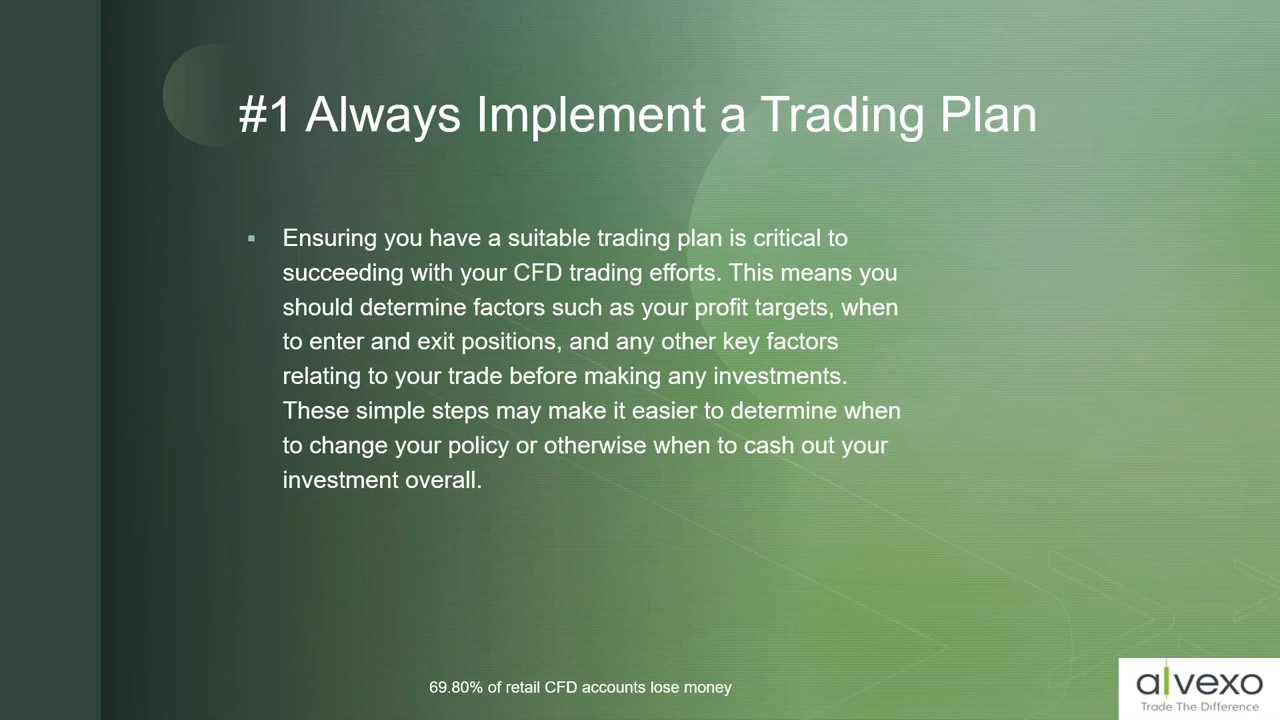 #1 Always Implement a Trading Plan
▪ Ensuring you have a suitable trading plan is critical to
succeeding with your CFD trading efforts. This means you
should determine factors such as your profit targets, when
to enter and exit positions, and any other key factors
relating to your trade before making any investments.
These simple steps may make it easier to determine when
to change your policy or otherwise when to cash out your
investment overall.
69.80% of retail CFD accounts lose money
alvexo
Trade The Difference